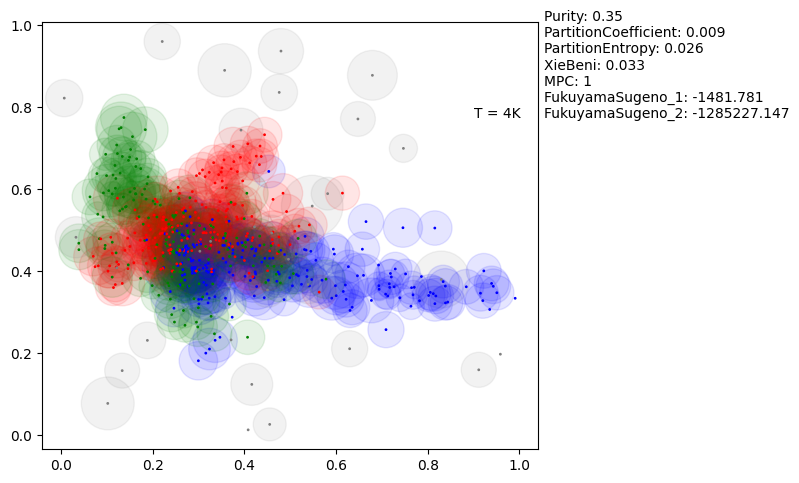 Purity: 0.35
PartitionCoefficient: 0.009
PartitionEntropy: 0.026
XieBeni: 0.033
MPC: 1
FukuyamaSugeno_1: -1481.781
FukuyamaSugeno_2: -1285227.147
T = 4K
1.0
0.8
0.6
0.4
0.2
0.0
0.0 0.2 0.4 0.6 0.8 1.0